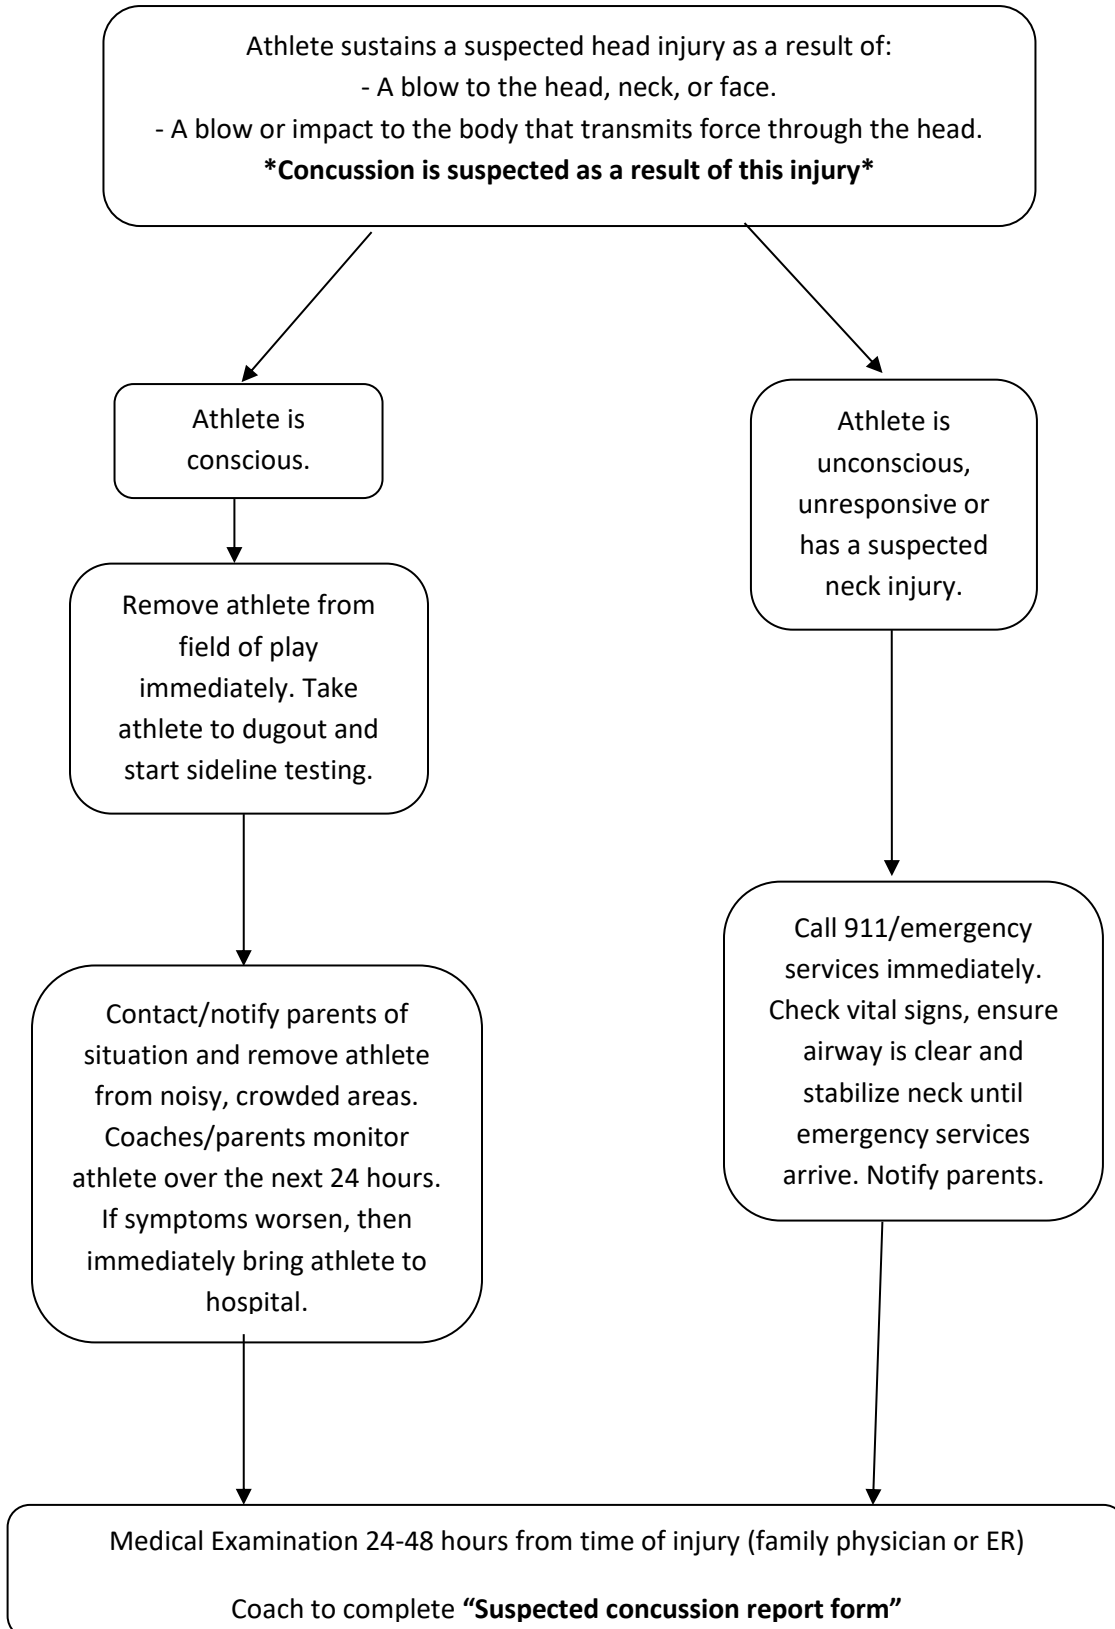 Athlete sustains a suspected head injury as a result of:
- A blow to the head, neck, or face.
- A blow or impact to the body that transmits force through the head.
*Concussion is suspected as a result of this injury*
Athlete is
conscious.
Remove athlete from
field of play
immediately. Take
athlete to dugout and
start sideline testing.
Contact/notify parents of
situation and remove athlete
from noisy, crowded areas.
Coaches/parents monitor
athlete over the next 24 hours.
If symptoms worsen, then
immediately bring athlete to
hospital.
Athlete is
unconscious,
unresponsive or
has a suspected
neck injury.
Call 911/emergency
services immediately.
Check vital signs, ensure
airway is clear and
stabilize neck until
emergency services
arrive. Notify parents.
Medical Examination 24-48 hours from time of injury (family physician or ER)
Coach to complete “Suspected concussion report form”